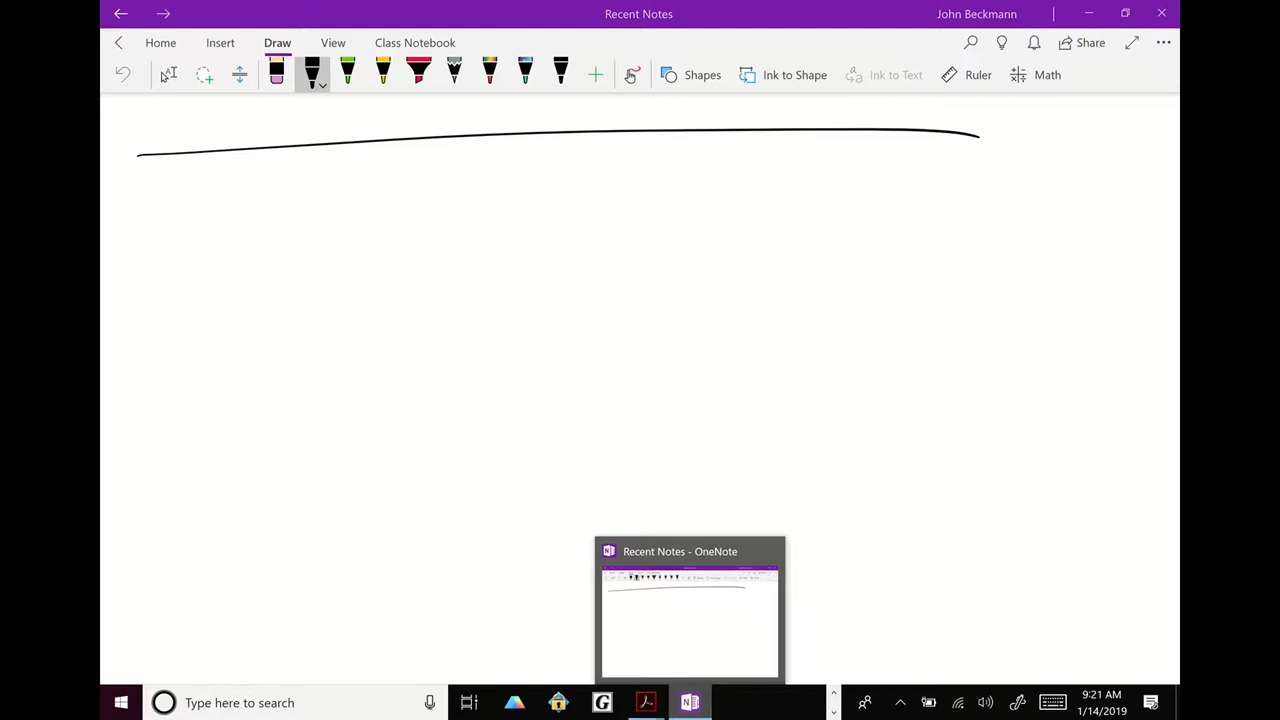 Recent Notes
John Beckmann
Home
Insert
Draw
View
Class Notebook
Share
Shapes
Ink to Shape
Ink to Text
Ruler
Math
Recent Notes - OneNote
Type here to search
9:21 AM
1/14/2019